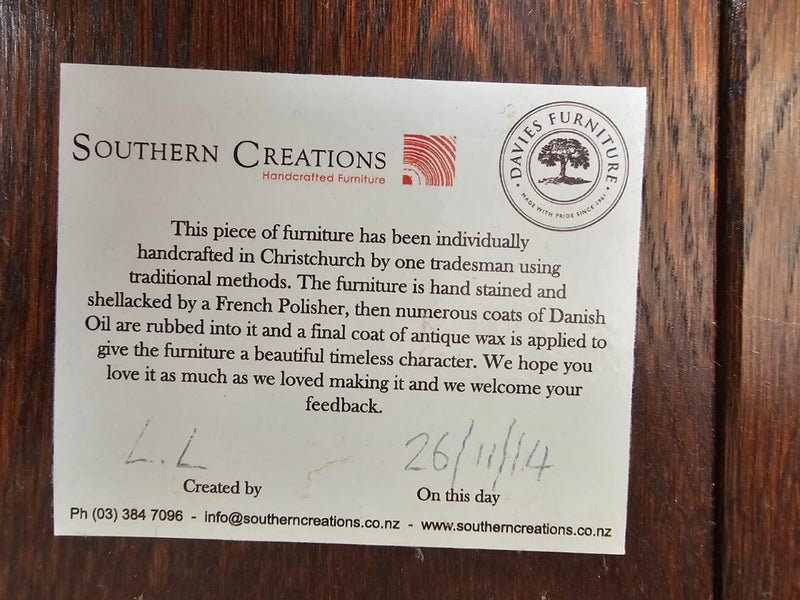 SOUTHERN CREATIONS
Handcrafted Furniture
DAVIES FURNITURE
MADE WITH PRIDE SINCE 1961
This piece of furniture has been individually
handcrafted in Christchurch by one tradesman using
traditional methods. The furniture is hand stained and
shellacked by a French Polisher, then numerous coats of Danish
Oil are rubbed into it and a final coat of antique wax is applied to
give the furniture a beautiful timeless character. We hope you
love it as much as we loved making it and we welcome your
feedback.
L.L 26/11/14
Created by On this day
Ph (03) 384 7096 - info@southerncreations.co.nz - www.southerncreations.co.nz